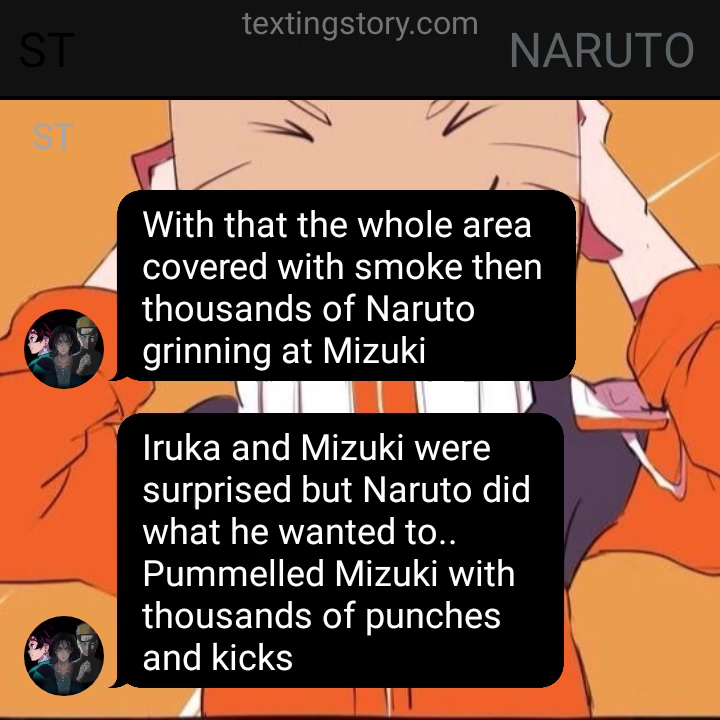 textingstory.com
ST
NARUTO
ST
With that the whole area
covered with smoke then
thousands of Naruto
grinning at Mizuki
Iruka and Mizuki were
surprised but Naruto did
what he wanted to..
Pummelled Mizuki with
thousands of punches
and kicks